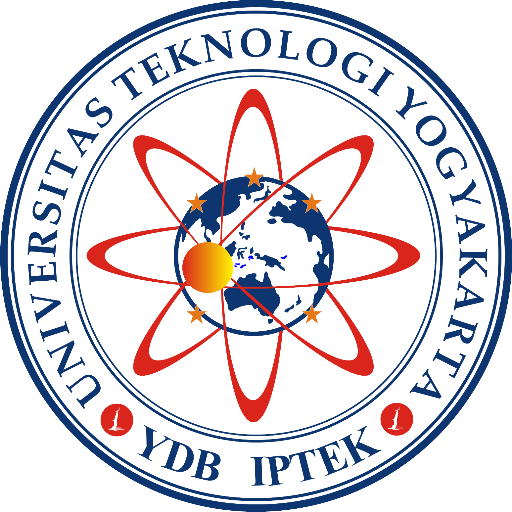 UNIVERSITAS TEKNOLOGI YOGYAKARTA
YDB IPTEK